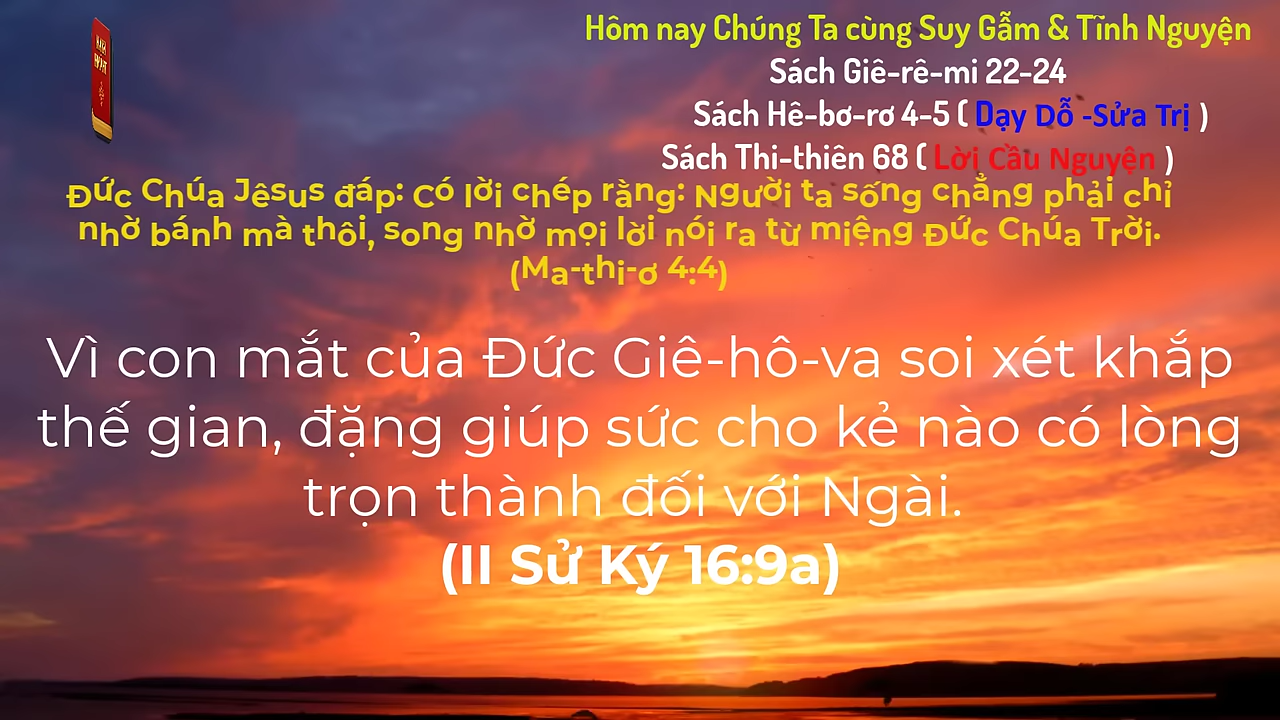 Hôm nay Chúng Ta cùng Suy Gẫm & Tĩnh Nguyện
Sách Giê-rê-mi 22-24
Sách Hê-bơ-rơ 4-5 ( Dạy Dỗ -Sửa Trị )
Sách Thi-thiên 68 ( Lời Cầu Nguyện )
Đức Chúa Jêsus đáp: Có lời chép rằng: Người ta sống chẳng phải chỉ
nhờ bánh mà thôi, song nhờ mọi lời nói ra từ miệng Đức Chúa Trời.
(Ma-thi-ơ 4:4)
Vì con mắt của Đức Giê-hô-va soi xét khắp
thế gian, đặng giúp sức cho kẻ nào có lòng
trọn thành đối với Ngài.
(II Sử Ký 16:9a)